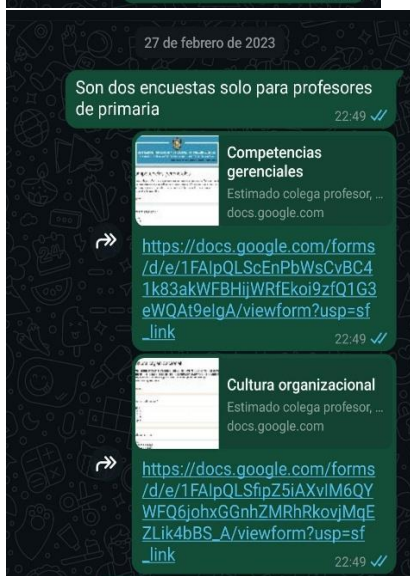 27 de febrero de 2023
Son dos encuestas solo para profesores
de primaria
22:49
Competencias
gerenciales
Estimado colega profesor, ...
docs.google.com
https://docs.google.com/forms
/d/e/1FAIpQLScEnPbWsCvBC4
1k83akWFBHijWRfEkoi9zfQ1G3
eWQAt9elgA/viewform?usp=sf
_link
22:49
Cultura organizacional
Estimado colega profesor, ...
docs.google.com
https://docs.google.com/forms
/d/e/1FAIpQLSfipZ5iAXvIM6QY
WFQ6johxGGnhZMRhRkovjMqE
ZLik4bBS_A/viewform?usp=sf
_link
22:49